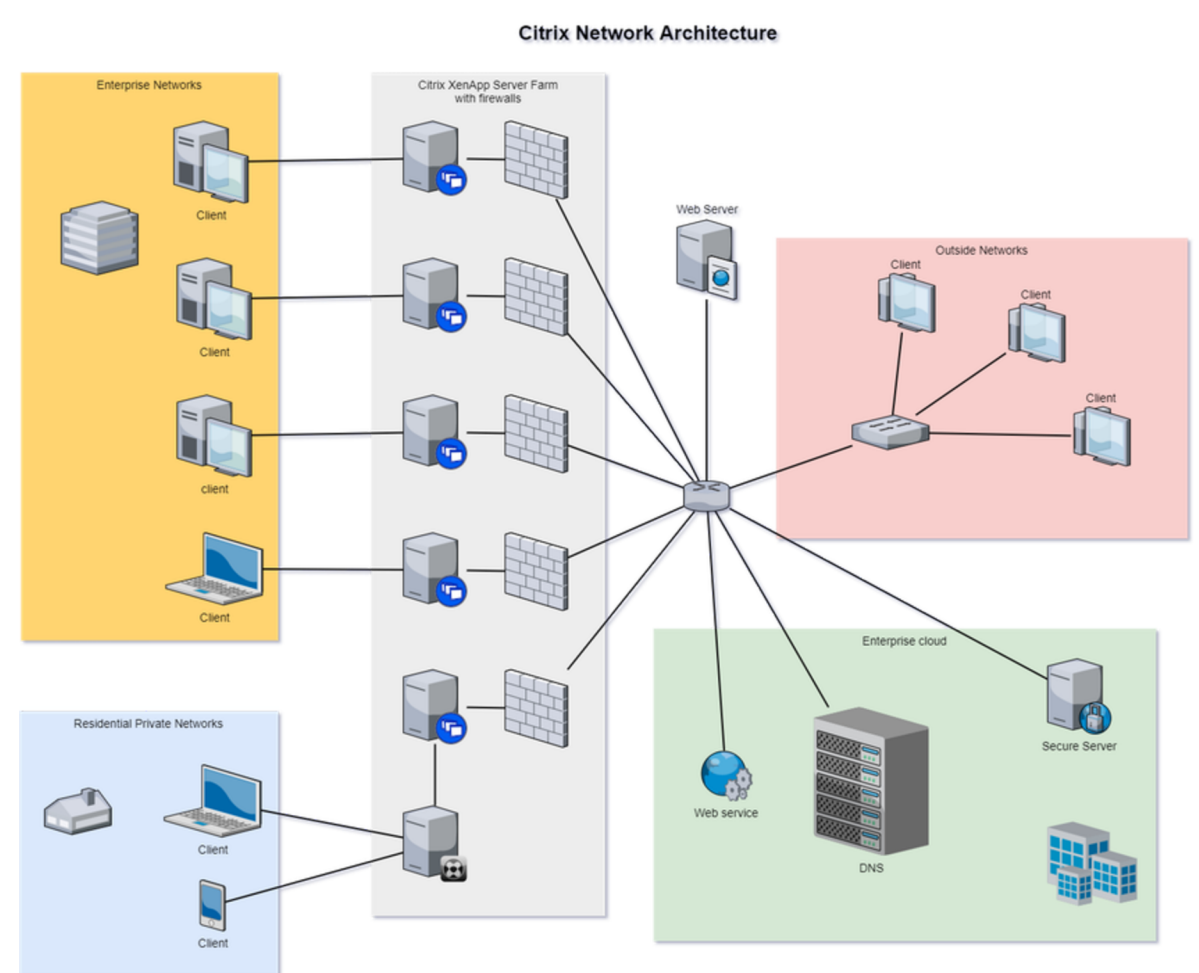 Citrix Network Architecture
Enterprise Networks
Client
Client
client
Client
Citrix XenApp Server Farm
with firewalls
Web Server
Outside Networks
Client
Client
Client
Residential Private Networks
Client
Client
Enterprise cloud
Web service
DNS
Secure Server